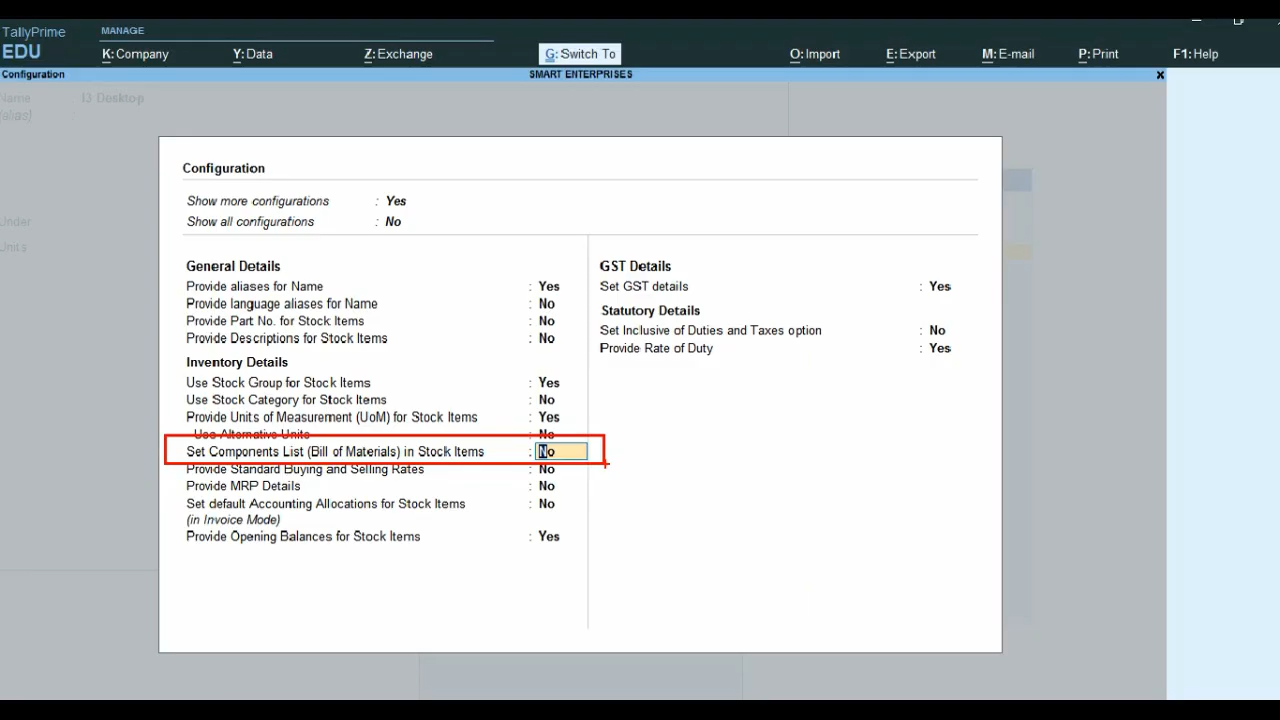 TallyPrime
EDU
MANAGE
K: Company
Y: Data
Z: Exchange
G: Switch To
O: Import
E: Export
M: E-mail
P: Print
F1: Help
Configuration
SMART ENTERPRISES
x
Name I3 Desktop
(alias) :
Under
Units
Configuration
Show more configurations : Yes
Show all configurations : No
General Details
Provide aliases for Name : Yes
Provide language aliases for Name : No
Provide Part No. for Stock Items : No
Provide Descriptions for Stock Items : No
Inventory Details
Use Stock Group for Stock Items : Yes
Use Stock Category for Stock Items : No
Provide Units of Measurement (UoM) for Stock Items : Yes
Use Alternative Units : No
Set Components List (Bill of Materials) in Stock Items : No
Provide Standard Buying and Selling Rates : No
Provide MRP Details : No
Set default Accounting Allocations for Stock Items : No
(in Invoice Mode)
Provide Opening Balances for Stock Items : Yes
GST Details
Set GST details : Yes
Statutory Details
Set Inclusive of Duties and Taxes option : No
Provide Rate of Duty : Yes